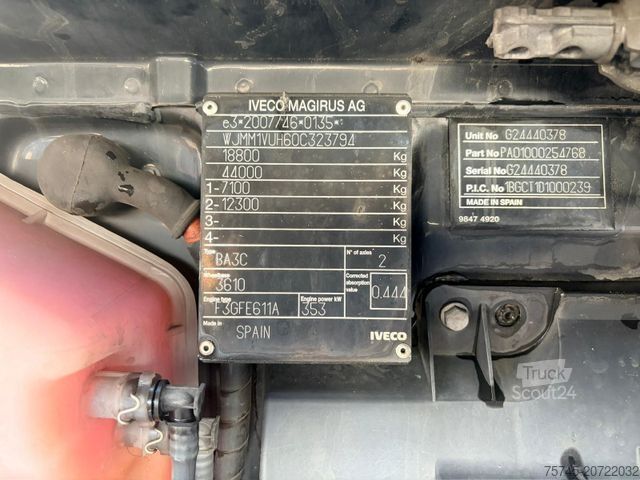 IVECO MAGIRUS AG
e3*2007/46*0135*
WJMM1VUH60C323794
18800 Kg
44000 Kg
1-7100 Kg
2-12300 Kg
3- Kg
4- Kg
Type BA3C N° of axles 2
Wheelbase 3610 Corrected absorption value 0.444
Engine type F3GFE611A Engine power kW 353
Made in SPAIN IVECO
Unit No G24440378
Part No PA01000254768
Serial No G24440378
P.I.C. No 1BGCT1D1000239
MADE IN SPAIN
9847 4920
Truck
Scout24
75745-20722032